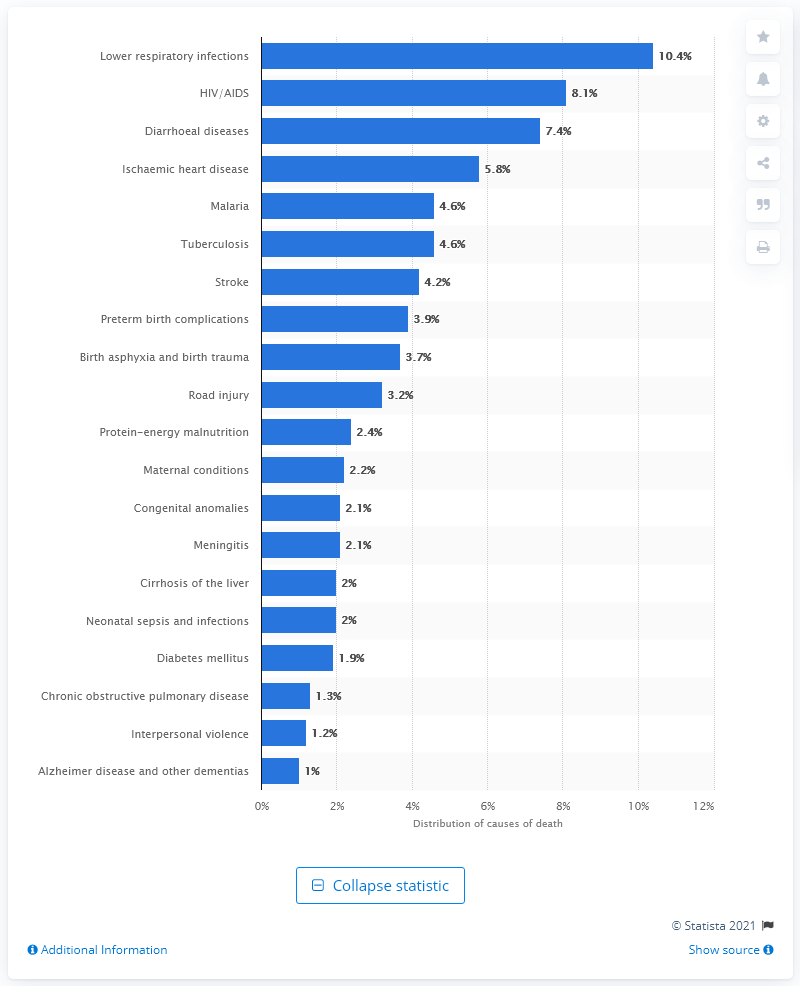 Lower respiratory infections 10.4%
HIV/AIDS 8.1%
Diarrhoeal diseases 7.4%
Ischaemic heart disease 5.8%
Malaria 4.6%
Tuberculosis 4.6%
Stroke 4.2%
Preterm birth complications 3.9%
Birth asphyxia and birth trauma 3.7%
Road injury 3.2%
Protein-energy malnutrition 2.4%
Maternal conditions 2.2%
Congenital anomalies 2.1%
Meningitis 2.1%
Cirrhosis of the liver 2%
Neonatal sepsis and infections 2%
Diabetes mellitus 1.9%
Chronic obstructive pulmonary disease 1.3%
Interpersonal violence 1.2%
Alzheimer disease and other dementias 1%
0% 2% 4% 6% 8% 10% 12%
Distribution of causes of death
Collapse statistic
© Statista 2021
Additional Information Show source